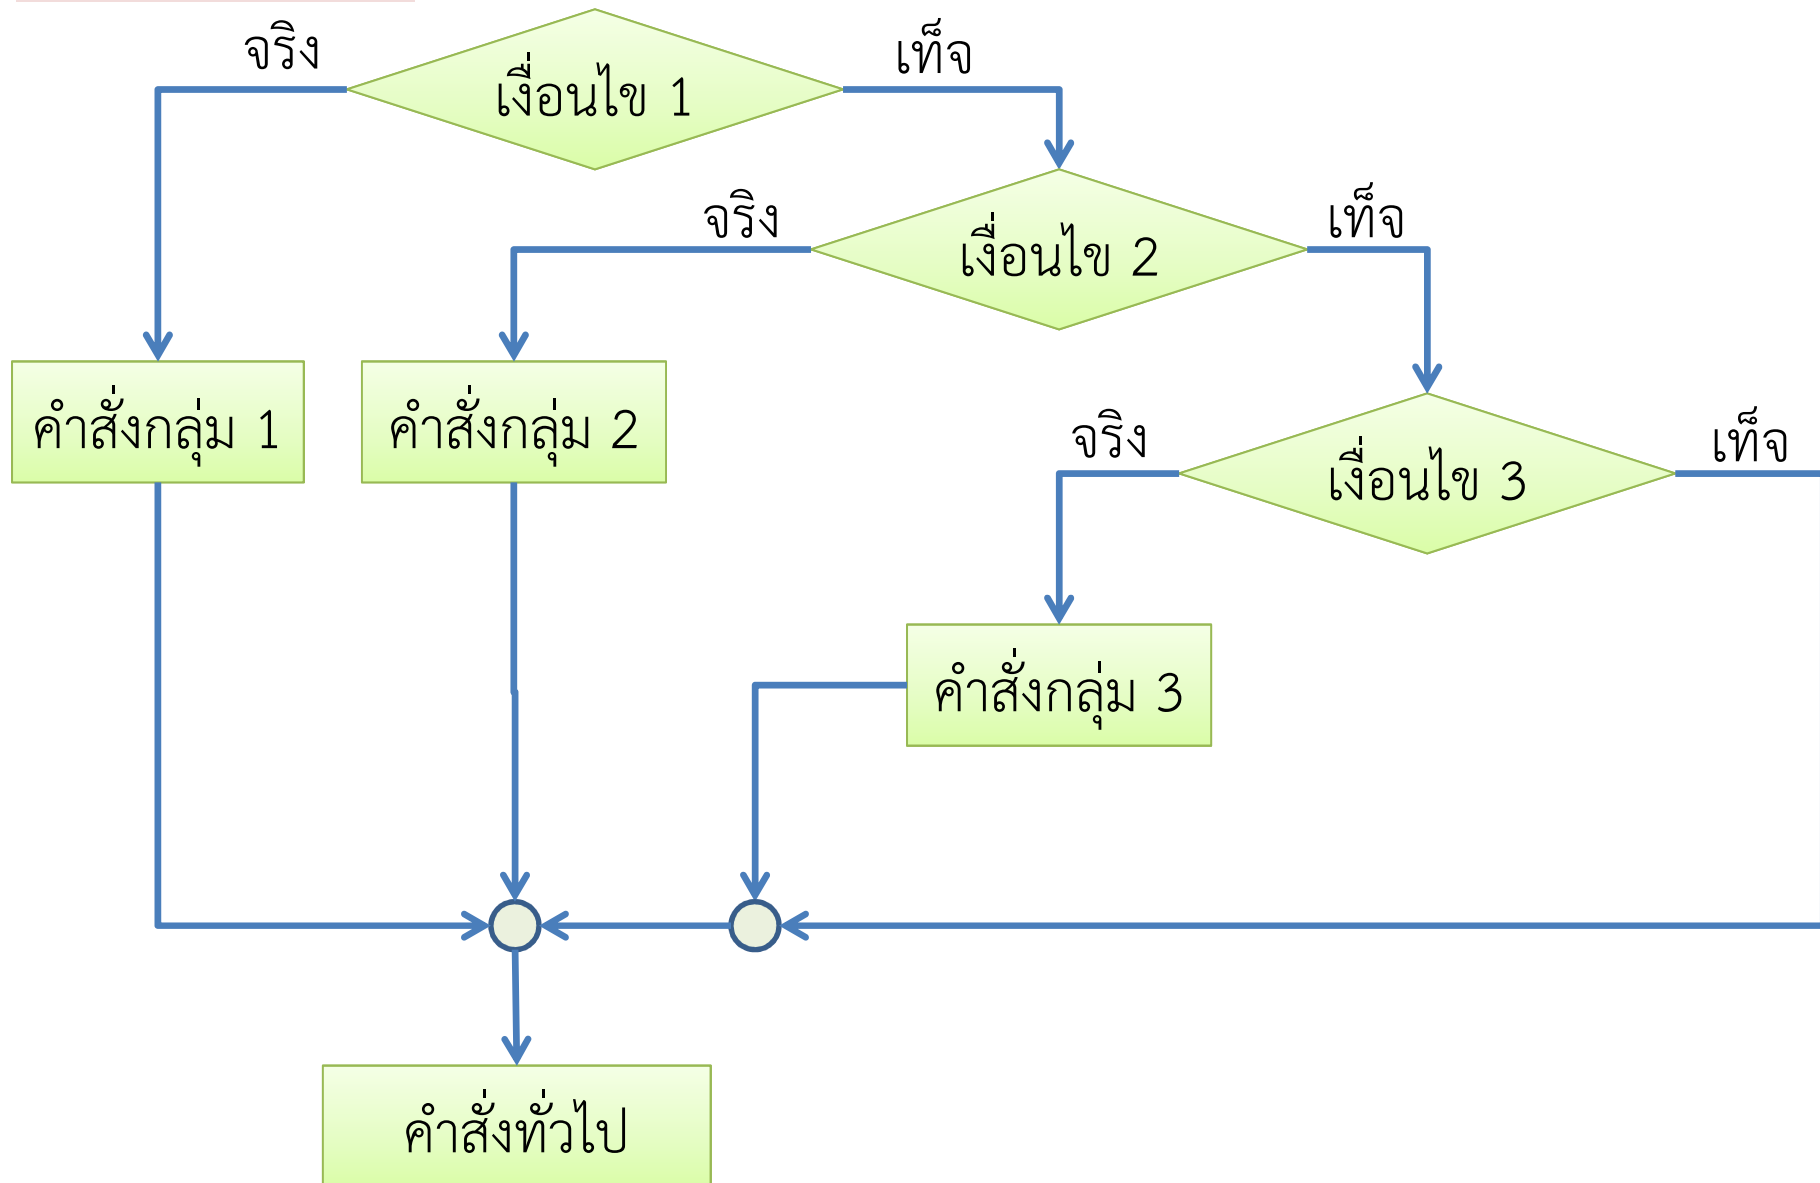 จริง
เท็จ
เงื่อนไข 1
จริง
เท็จ
เงื่อนไข 2
คำสั่งกลุ่ม 1
คำสั่งกลุ่ม 2
จริง
เท็จ
เงื่อนไข 3
คำสั่งกลุ่ม 3
คำสั่งทั่วไป